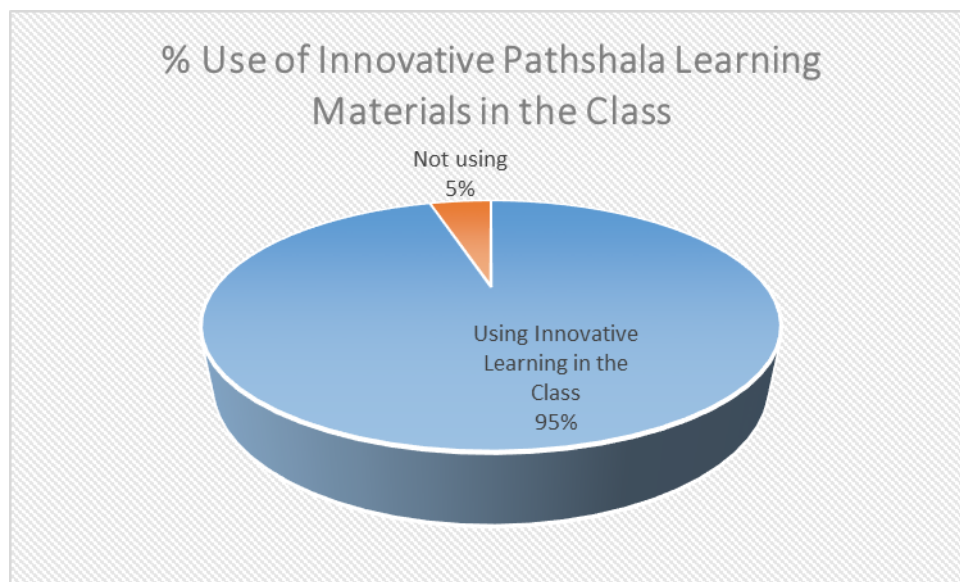 % Use of Innovative Pathshala Learning
Materials in the Class
Not using
5%
Using Innovative
Learning in the
Class
95%